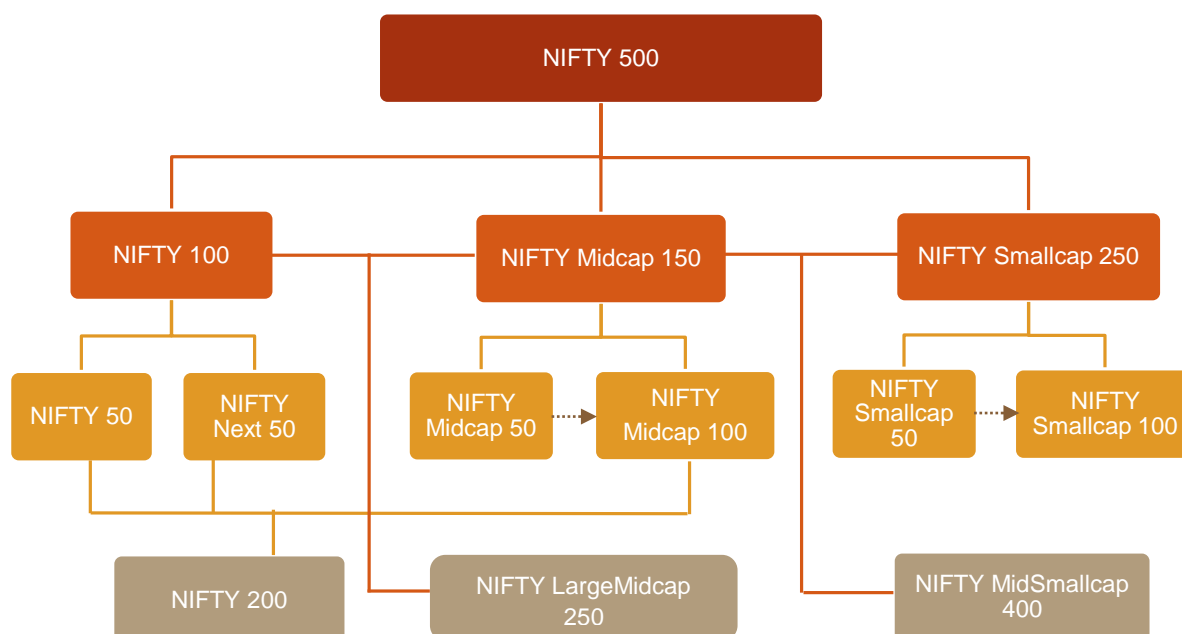 NIFTY 500
NIFTY 100
NIFTY Midcap 150
NIFTY Smallcap 250
NIFTY 50
NIFTY
Next 50
NIFTY
Midcap 50
NIFTY
Midcap 100
NIFTY
Smallcap
50
NIFTY
Smallcap 100
NIFTY 200
NIFTY LargeMidcap
250
NIFTY MidSmallcap
400